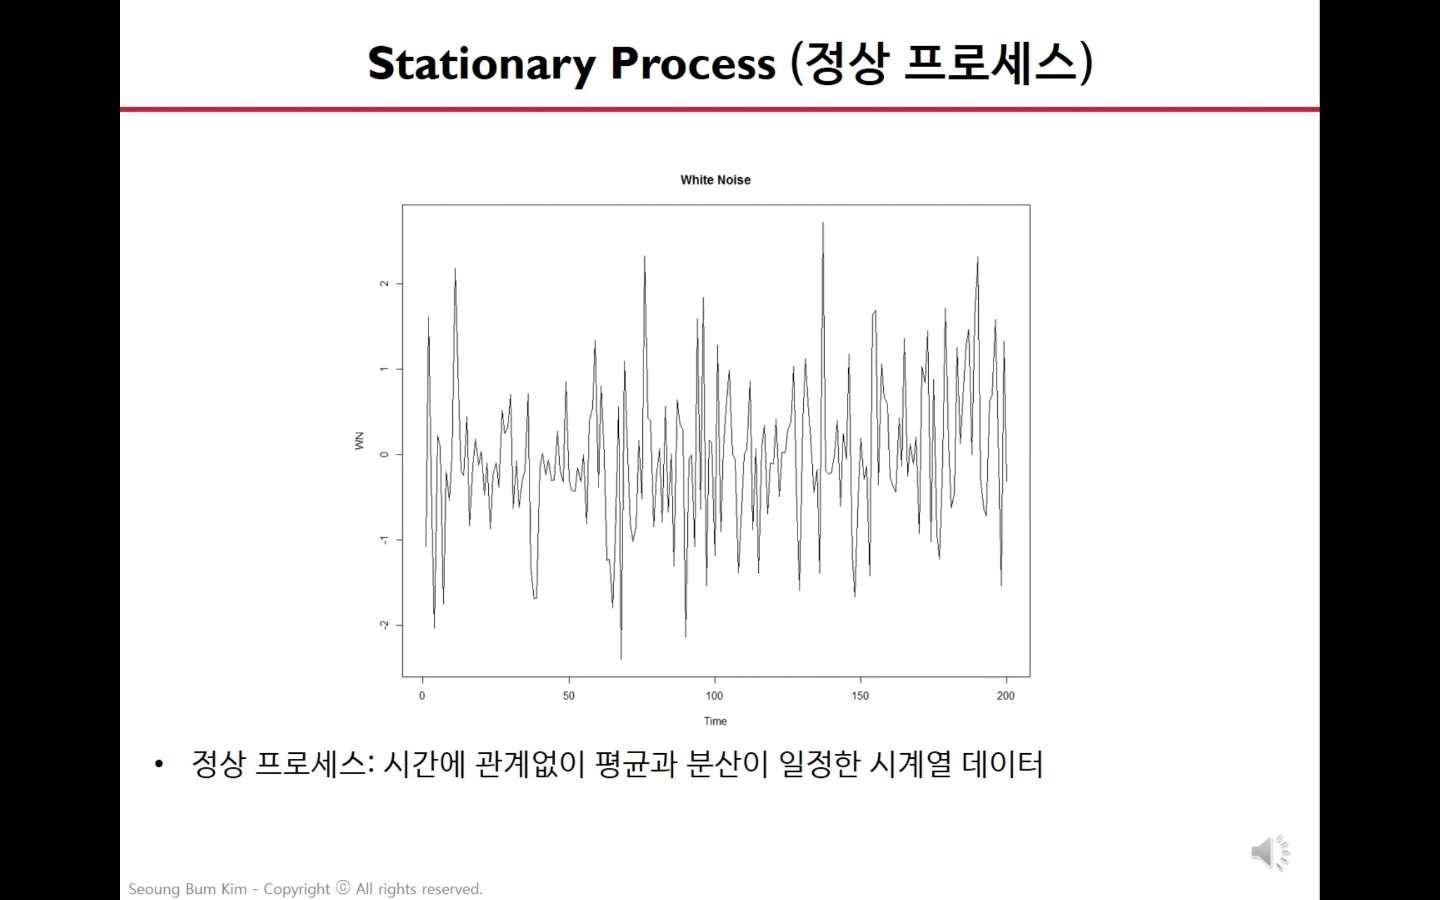 Stationary Process (정상 프로세스)
White Noise
2
1
0
-1
-2
WN
0 50 100 150 200
Time
• 정상 프로세스: 시간에 관계없이 평균과 분산이 일정한 시계열 데이터
Seoung Bum Kim - Copyright ⓒ All rights reserved.